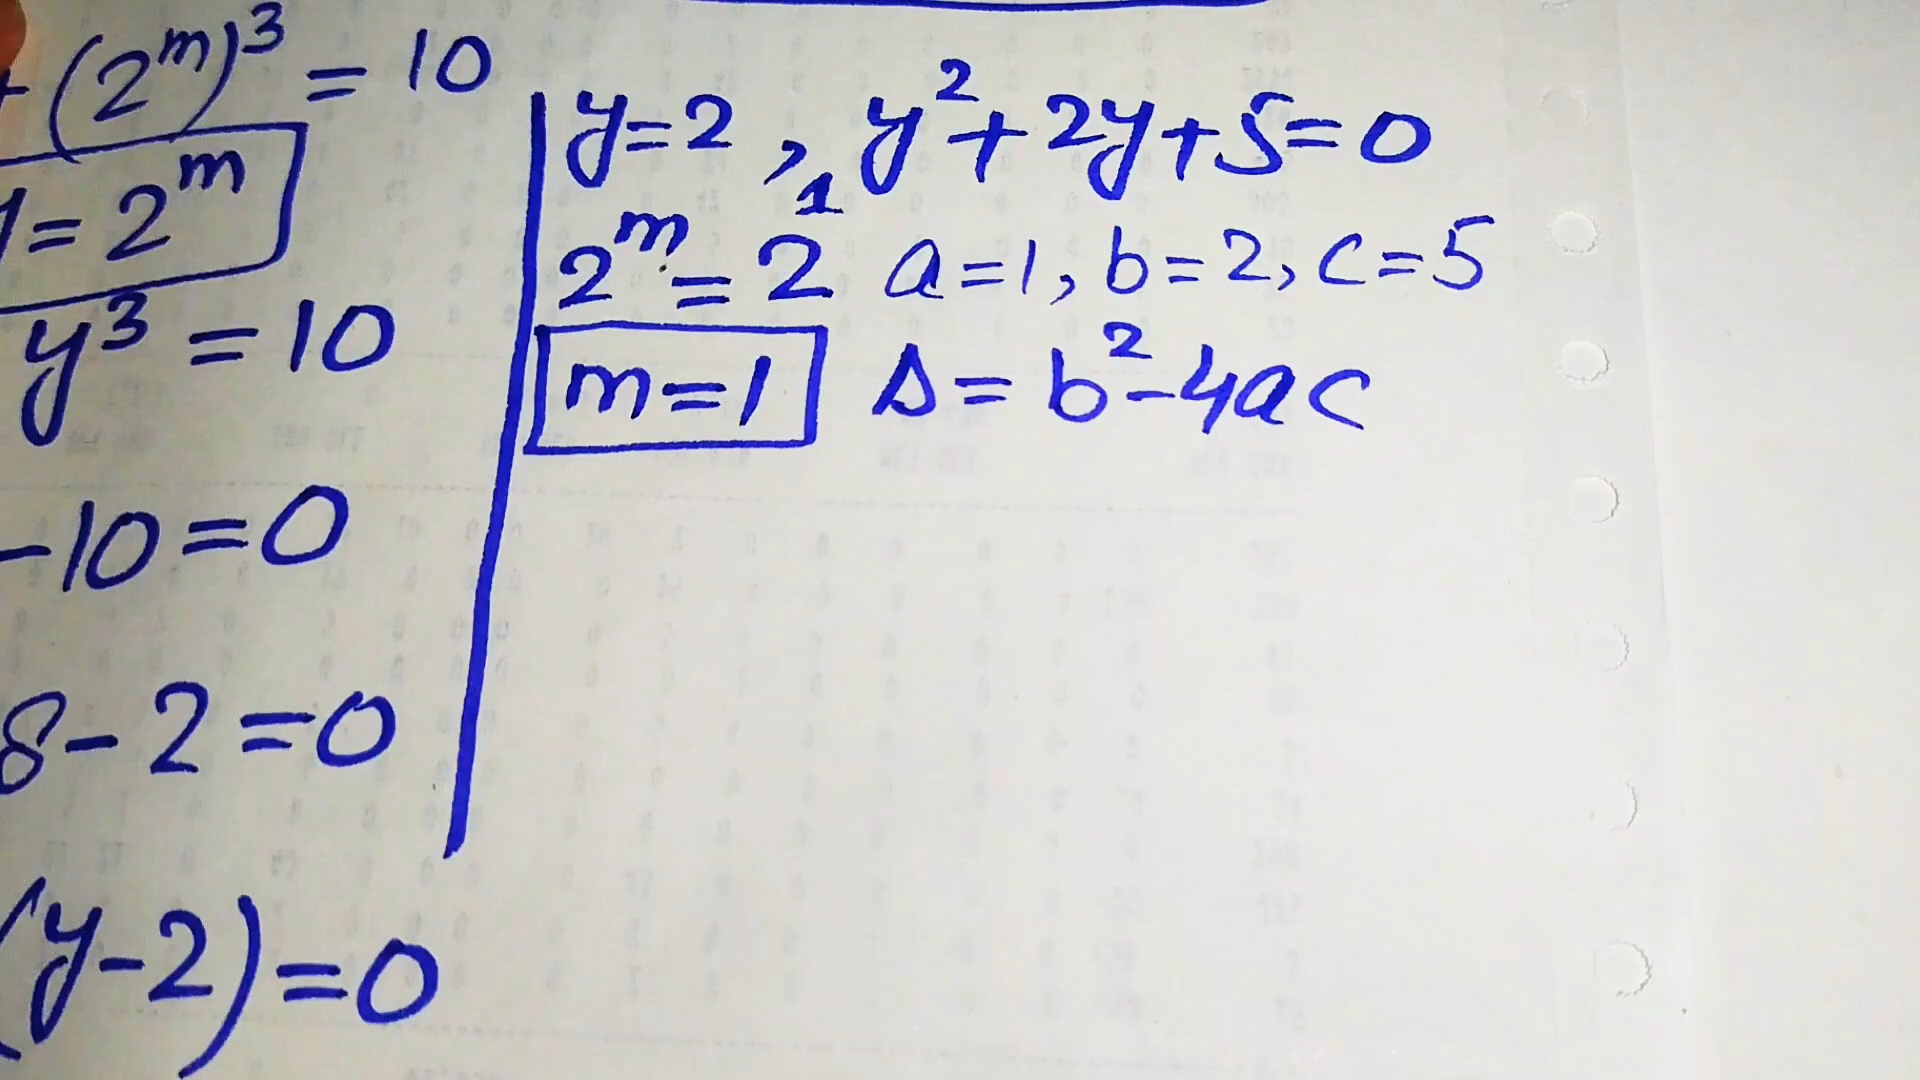 +(2^m)^3 = 10
y = 2^m
y^3 = 10
-10=0
8-2=0
(y-2)=0
y=2 , y^2+2y+5=0
2^m = 2^1 a=1, b=2, c=5
m=1 Δ= b^2-4ac